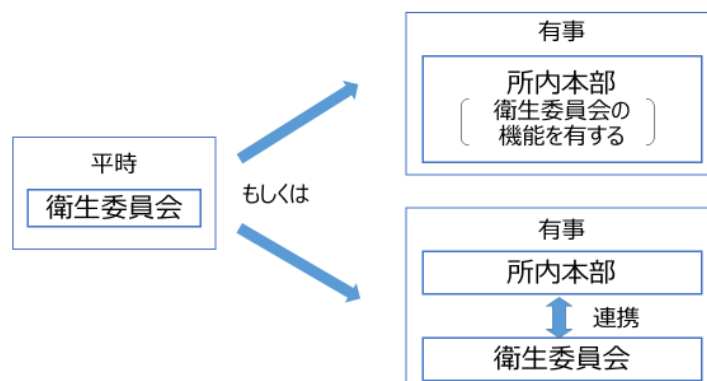 平時
衛生委員会
もしくは
有事
所内本部
衛生委員会の
機能を有する
有事
所内本部
連携
衛生委員会